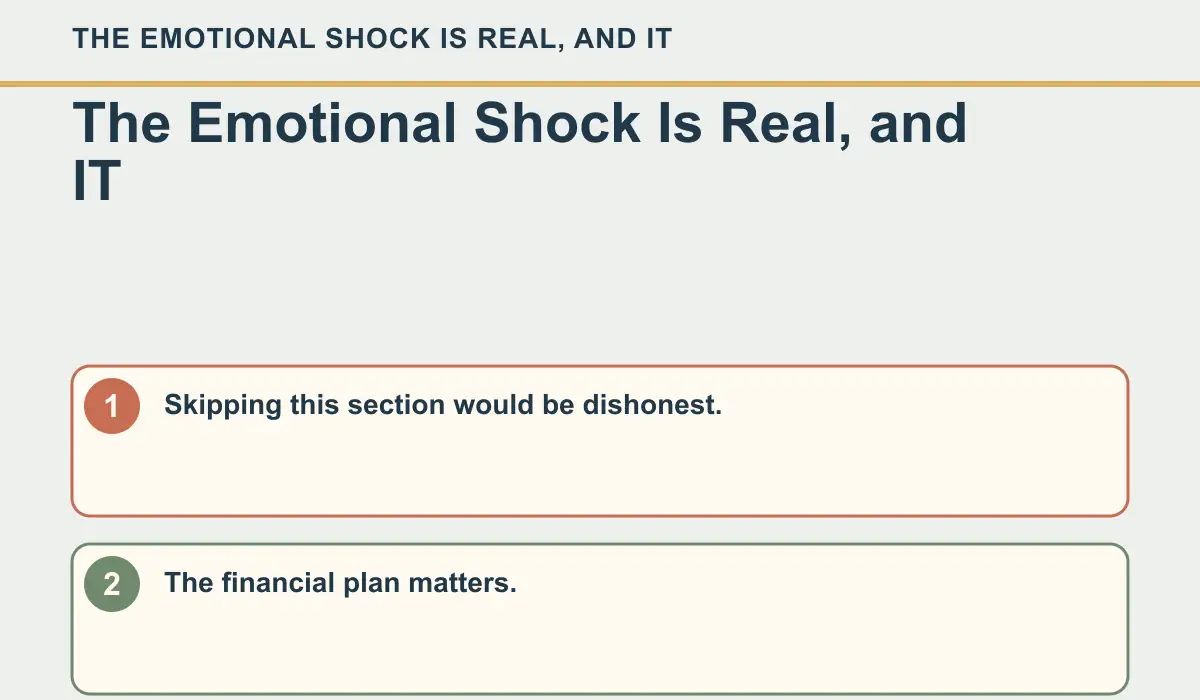 THE EMOTIONAL SHOCK IS REAL, AND IT
The Emotional Shock Is Real, and
IT
1 Skipping this section would be dishonest.
2 The financial plan matters.